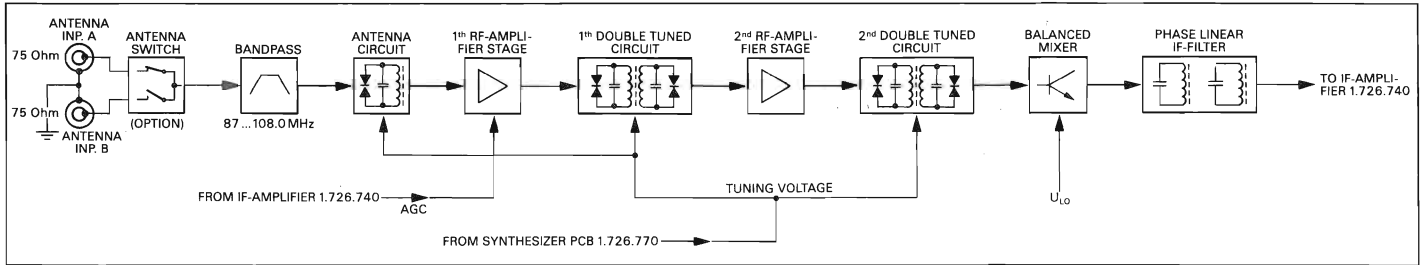 ANTENNA
INP. A
75 Ohm
75 Ohm
ANTENNA
INP. B
ANTENNA
SWITCH
(OPTION)
BANDPASS
87 ... 108.0 MHz
ANTENNA
CIRCUIT
1th RF-AMPLI-
FIER STAGE
1th DOUBLE TUNED
CIRCUIT
2nd RF-AMPLI-
FIER STAGE
2nd DOUBLE TUNED
CIRCUIT
BALANCED
MIXER
PHASE LINEAR
IF-FILTER
TO IF-AMPLI-
FIER 1.726.740
FROM IF-AMPLIFIER 1.726.740
AGC
TUNING VOLTAGE
ULO
FROM SYNTHESIZER PCB 1.726.770